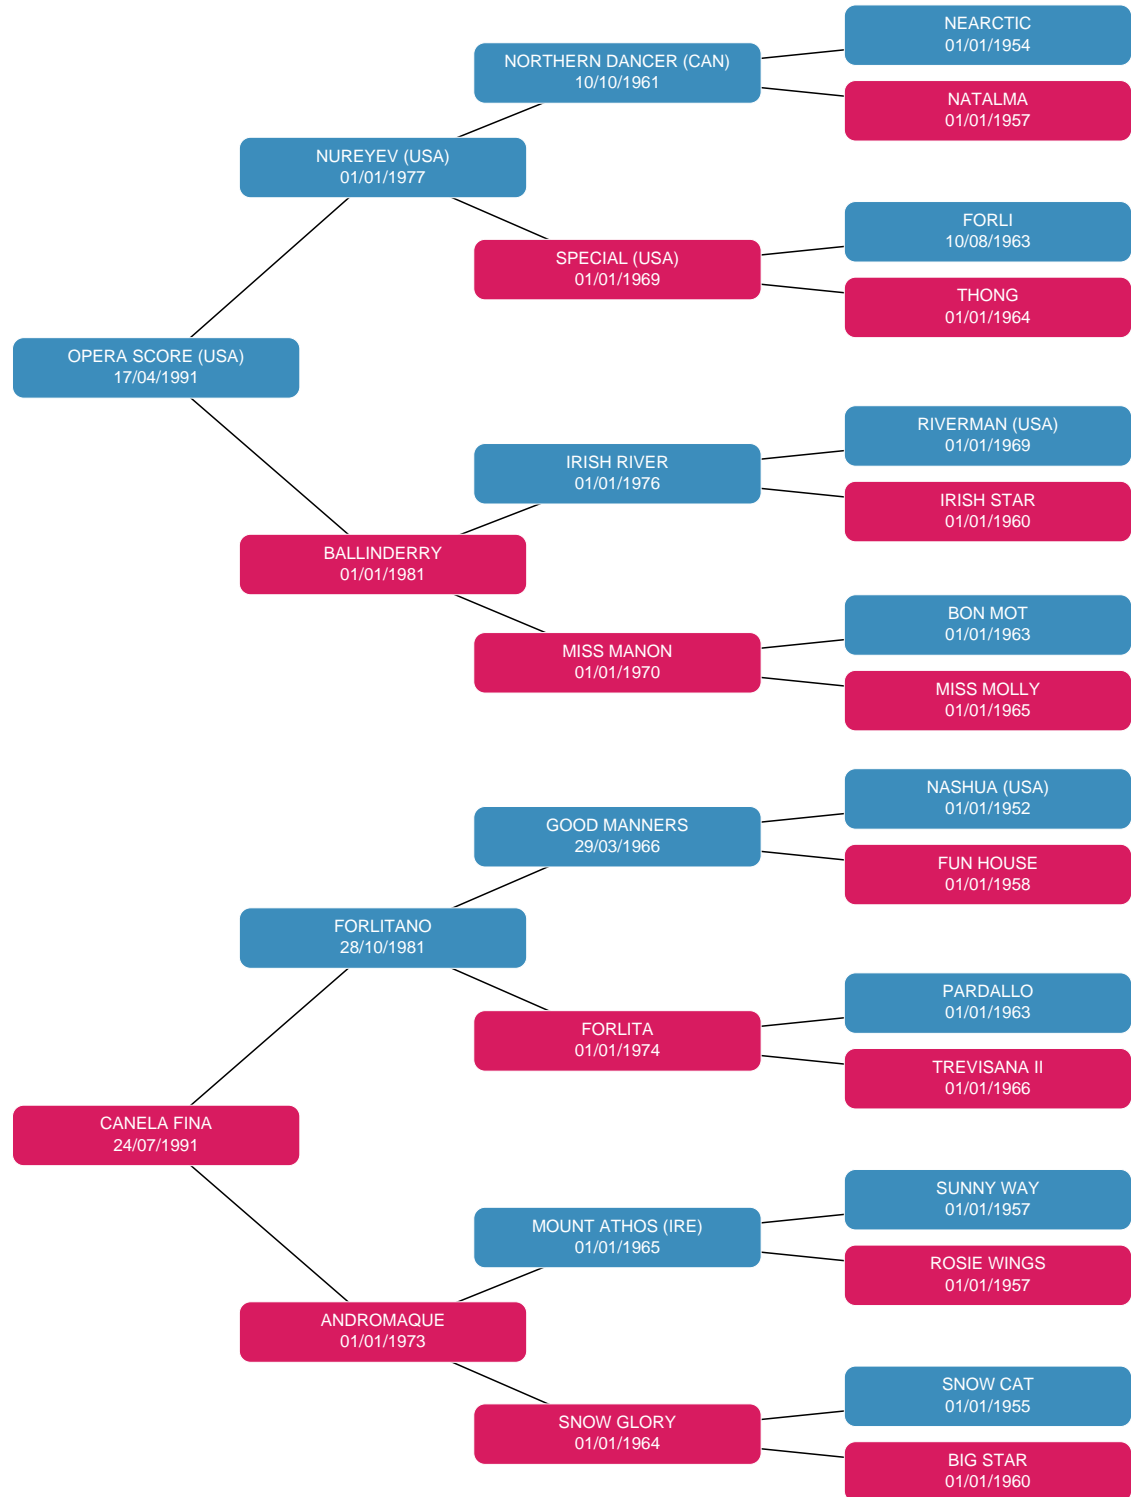 NEARCTIC
01/01/1954
NORTHERN DANCER (CAN)
10/10/1961
NATALMA
01/01/1957
NUREYEV (USA)
01/01/1977
FORLI
10/08/1963
SPECIAL (USA)
01/01/1969
THONG
01/01/1964
OPERA SCORE (USA)
17/04/1991
RIVERMAN (USA)
01/01/1969
IRISH RIVER
01/01/1976
IRISH STAR
01/01/1960
BALLINDERRY
01/01/1981
BON MOT
01/01/1963
MISS MANON
01/01/1970
MISS MOLLY
01/01/1965
NASHUA (USA)
01/01/1952
GOOD MANNERS
29/03/1966
FUN HOUSE
01/01/1958
FORLITANO
28/10/1981
PARDALLO
01/01/1963
FORLITA
01/01/1974
TREVISANA II
01/01/1966
CANELA FINA
24/07/1991
SUNNY WAY
01/01/1957
MOUNT ATHOS (IRE)
01/01/1965
ROSIE WINGS
01/01/1957
ANDROMAQUE
01/01/1973
SNOW CAT
01/01/1955
SNOW GLORY
01/01/1964
BIG STAR
01/01/1960